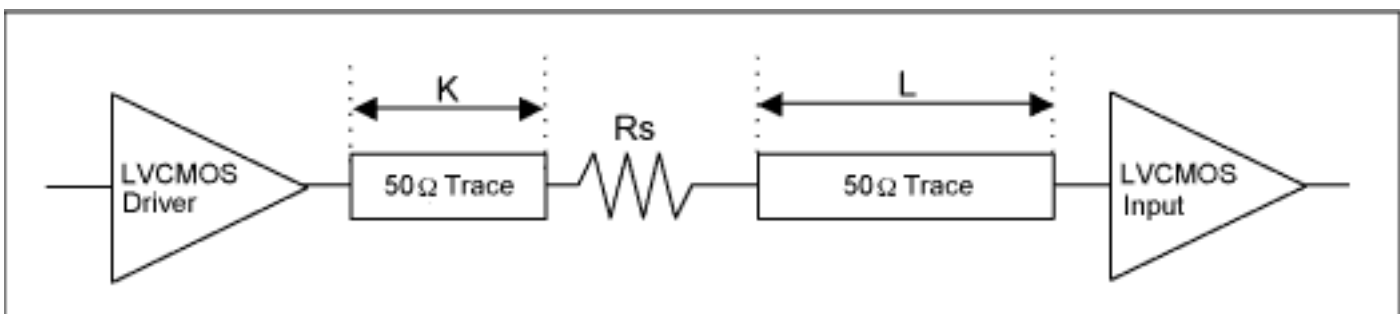 K
L
Rs
LVCMOS
Driver
50Ω Trace
50Ω Trace
LVCMOS
Input